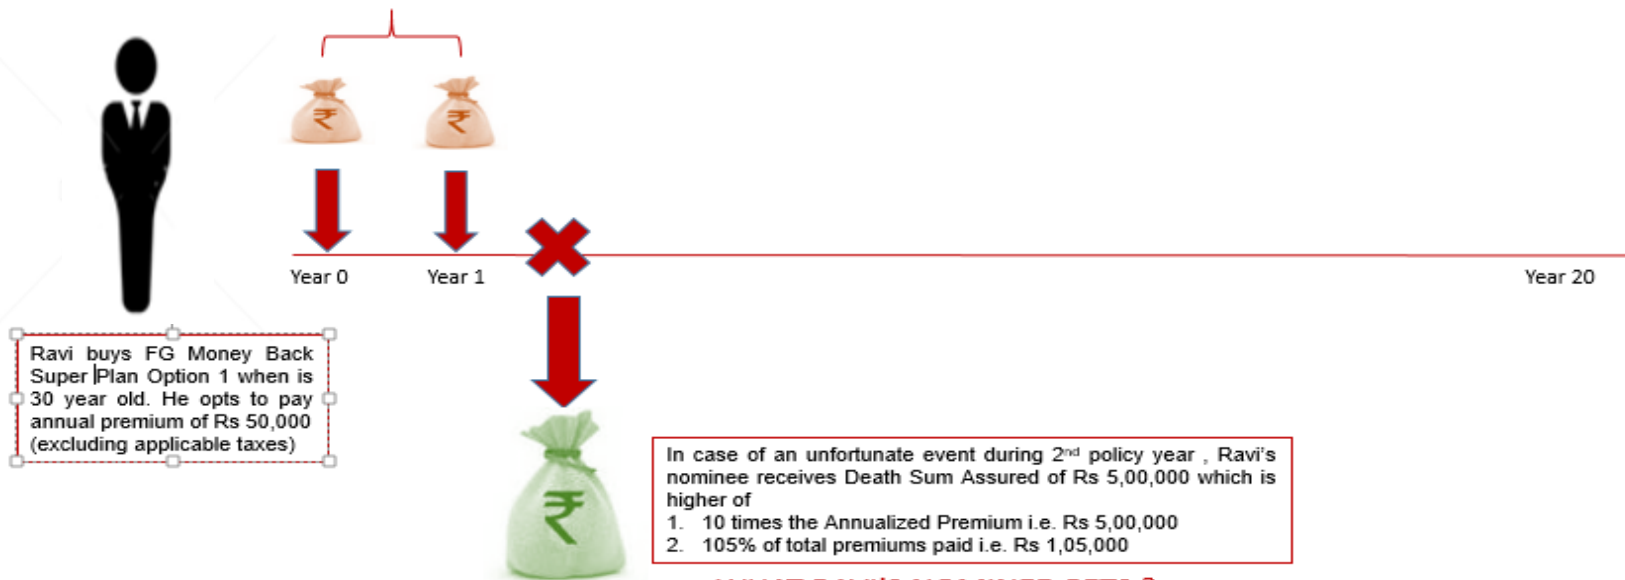 Year 0
Year 1
Year 20
Ravi buys FG Money Back
Super Plan Option 1 when is
30 year old. He opts to pay
annual premium of Rs 50,000
(excluding applicable taxes)
₹
₹
₹
In case of an unfortunate event during 2nd policy year , Ravi's
nominee receives Death Sum Assured of Rs 5,00,000 which is
higher of
1. 10 times the Annualized Premium i.e. Rs 5,00,000
2. 105% of total premiums paid i.e. Rs 1,05,000